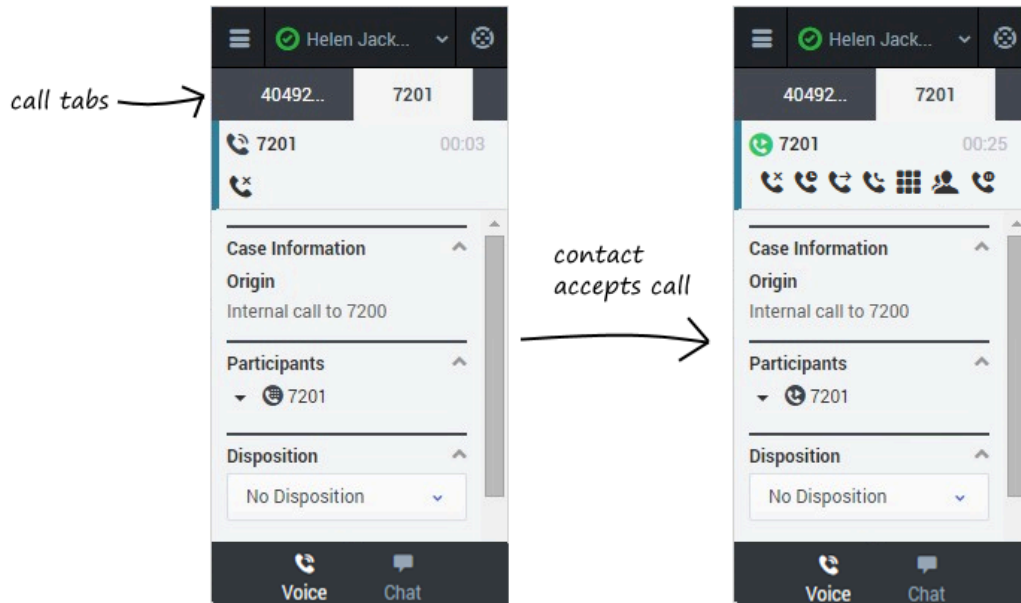 Helen Jack...
call tabs
40492...
7201
7201
00:03
Case Information
Origin
Internal call to 7200
Participants
7201
Disposition
No Disposition
Voice
Chat
contact
accepts call
Helen Jack...
40492...
7201
7201
00:25
Case Information
Origin
Internal call to 7200
Participants
7201
Disposition
No Disposition
Voice
Chat